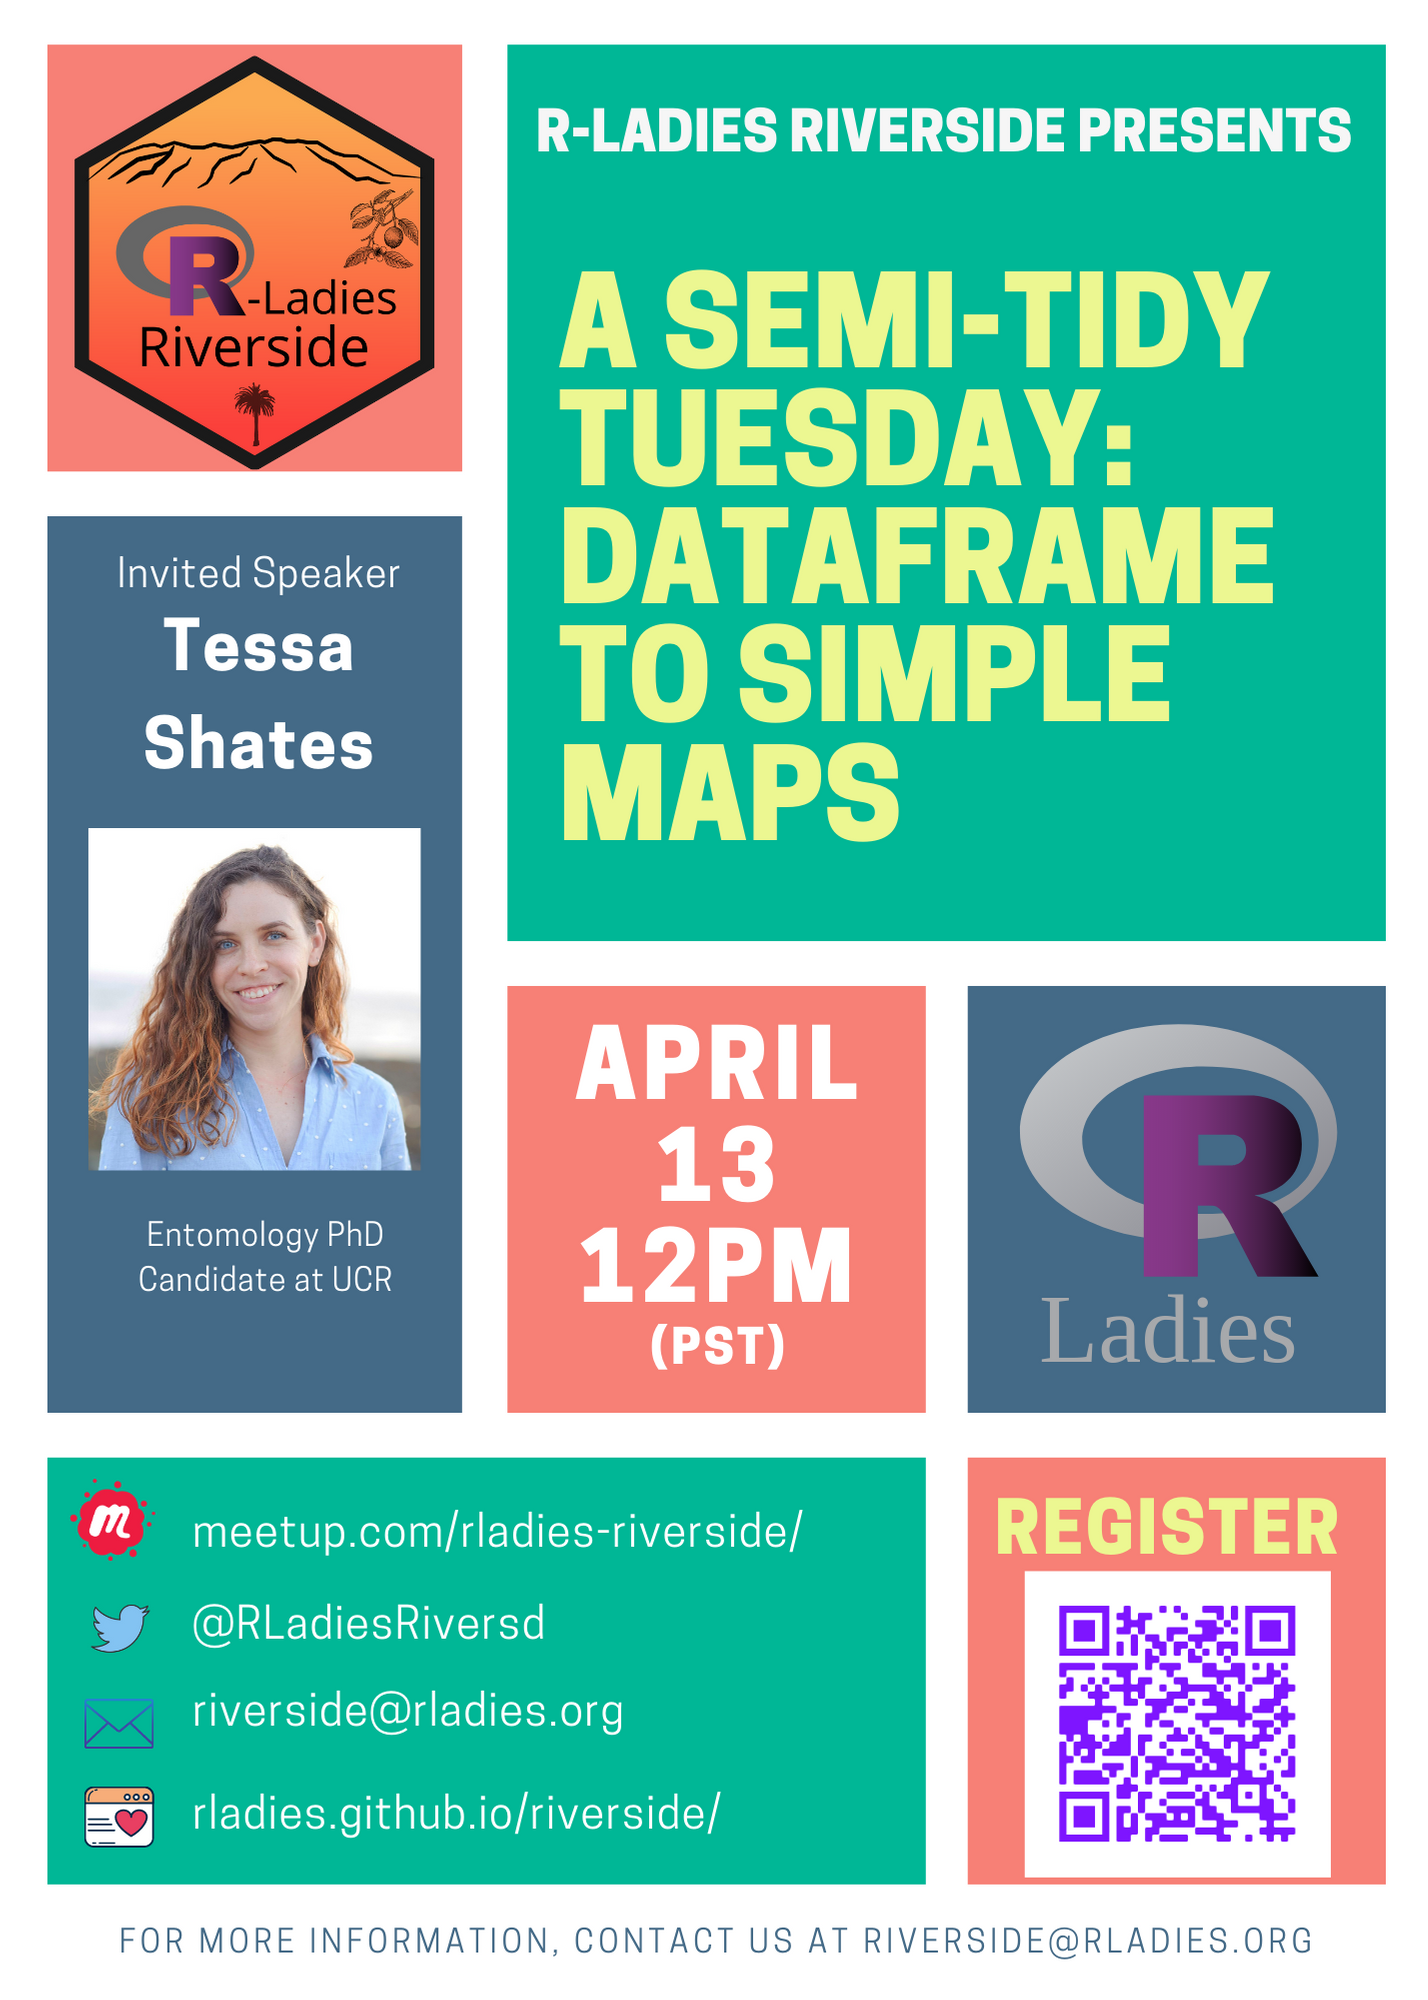 R-Ladies
Riverside
R-LADIES RIVERSIDE PRESENTS
A SEMI-TIDY
TUESDAY:
DATAFRAME
TO SIMPLE
MAPS
Invited Speaker
Tessa
Shates
Entomology PhD
Candidate at UCR
APRIL
13
12PM
(PST)
R
Ladies
m
meetup.com/rladies-riverside/
@RLadiesRiversd
riverside@rladies.org
rladies.github.io/riverside/
REGISTER
FOR MORE INFORMATION, CONTACT US AT RIVERSIDE@RLADIES.ORG